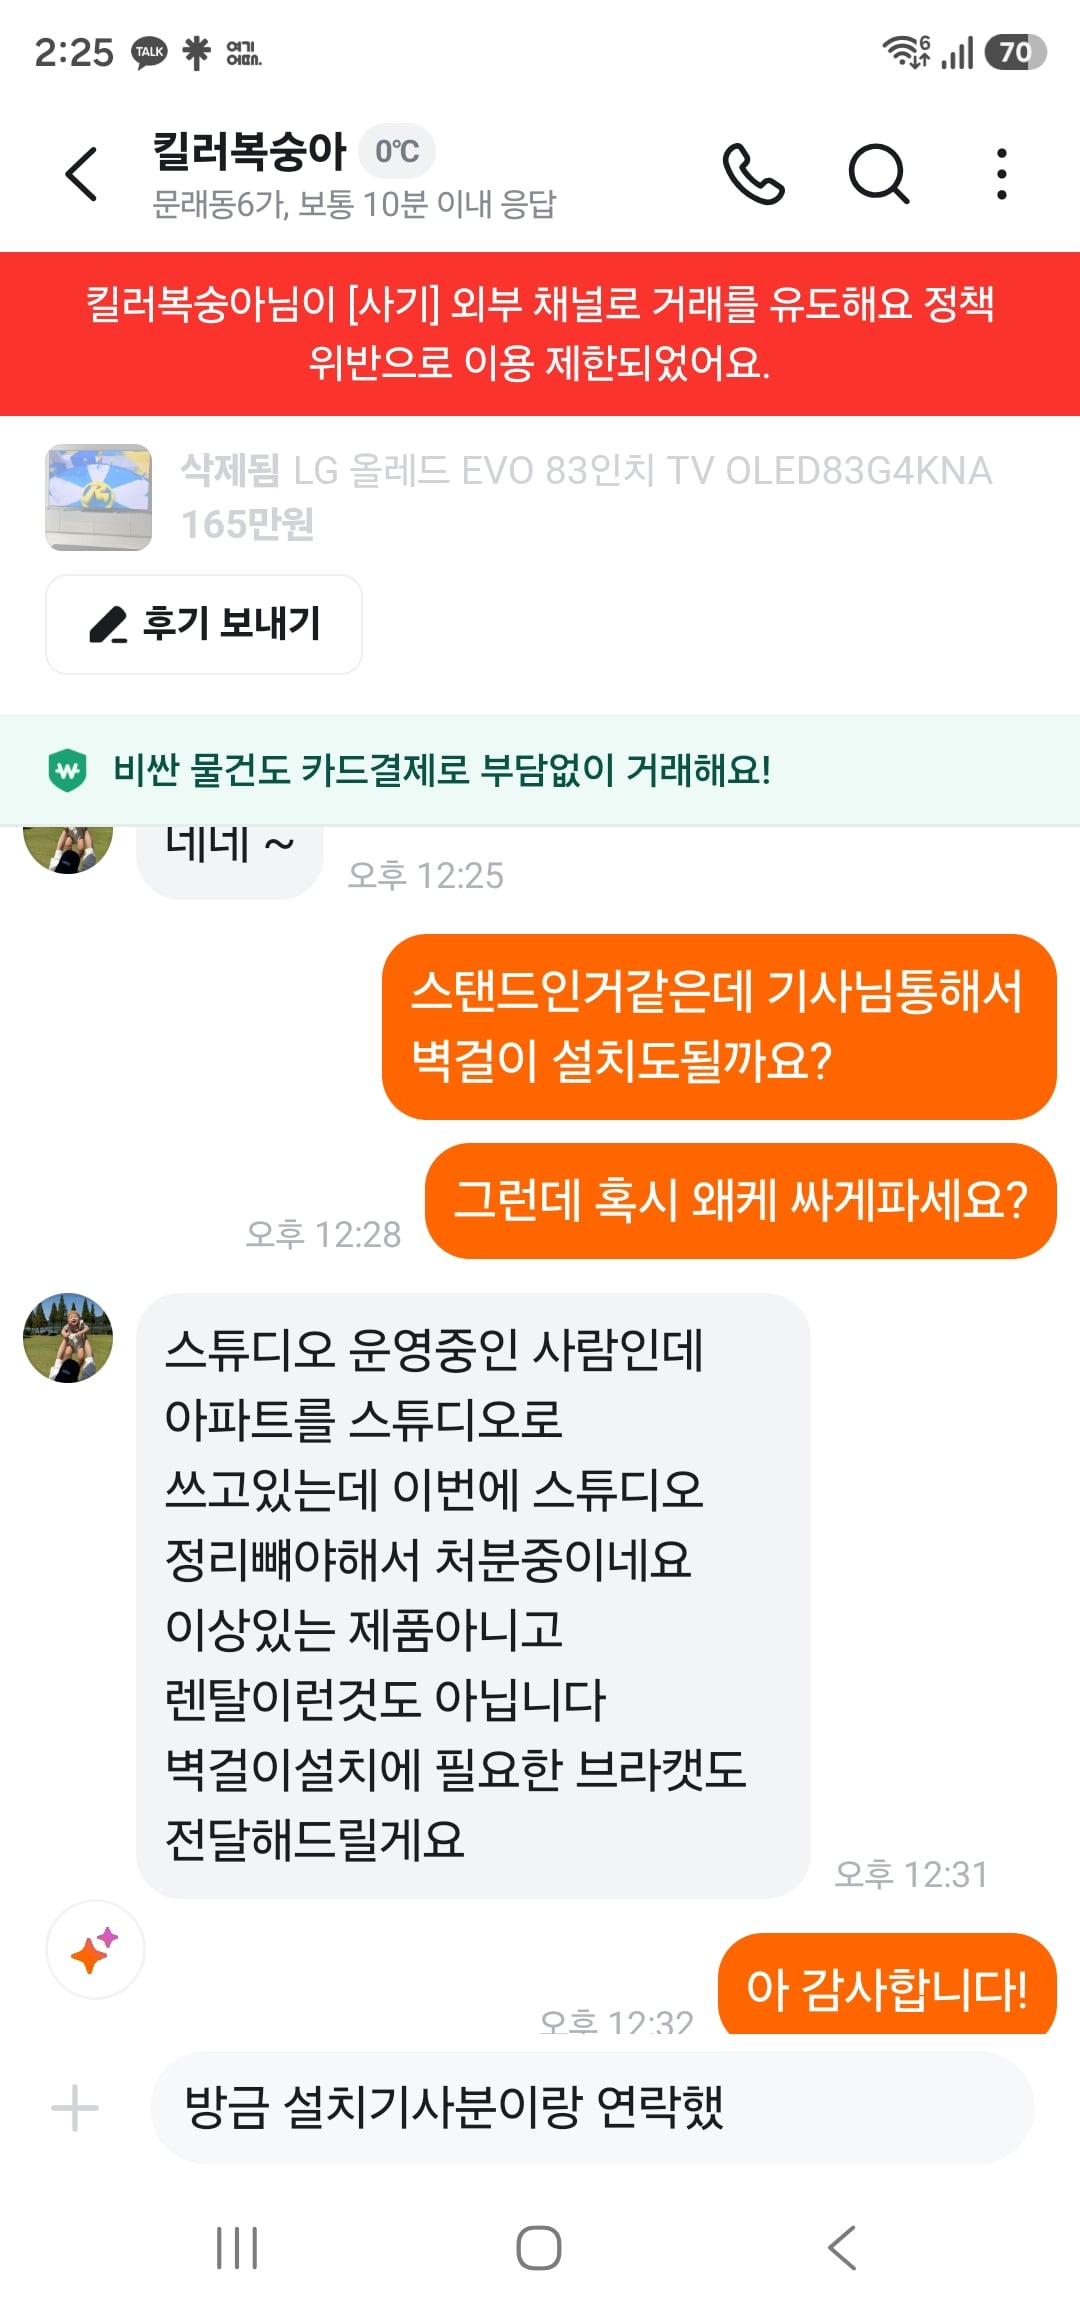 2:25 TALK 여기 어때. 6 70
킬러복숭아 0℃
문래동6가, 보통 10분 이내 응답
킬러복숭아님이 [사기] 외부 채널로 거래를 유도해요 정책
위반으로 이용 제한되었어요.
삭제됨 LG 올레드 EVO 83인치 TV OLED83G4KNA
165만원
후기 보내기
비싼 물건도 카드결제로 부담없이 거래해요!
네네 ~
오후 12:25
스탠드인거같은데 기사님통해서
벽걸이 설치도될까요?
그런데 혹시 왜케 싸게파세요?
오후 12:28
스튜디오 운영중인 사람인데
아파트를 스튜디오로
쓰고있는데 이번에 스튜디오
정리뺴야해서 처분중이네요
이상있는 제품아니고
렌탈이런것도 아닙니다
벽걸이설치에 필요한 브라캣도
전달해드릴게요
오후 12:31
아 감사합니다!
오후 12:32
방금 설치기사분이랑 연락했